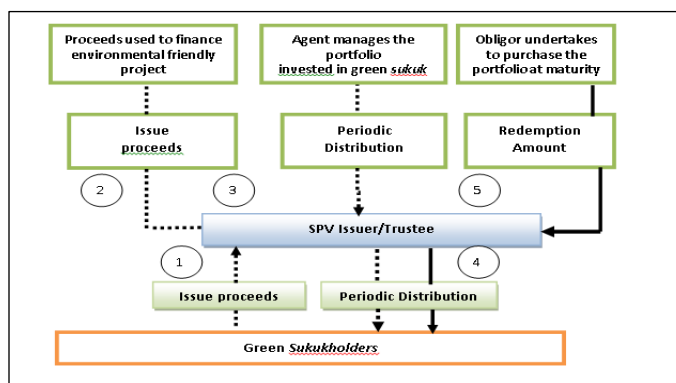 Proceeds used to finance
environmental friendly
project
Agent manages the
portfolio
invested in green sukuk
Obligor undertakes
to purchase the
portfolio at maturity
Issue
proceeds
Periodic
Distribution
Redemption
Amount
2
3
5
SPV Issuer/Trustee
1
4
Issue proceeds
Periodic Distribution
Green Sukukholders